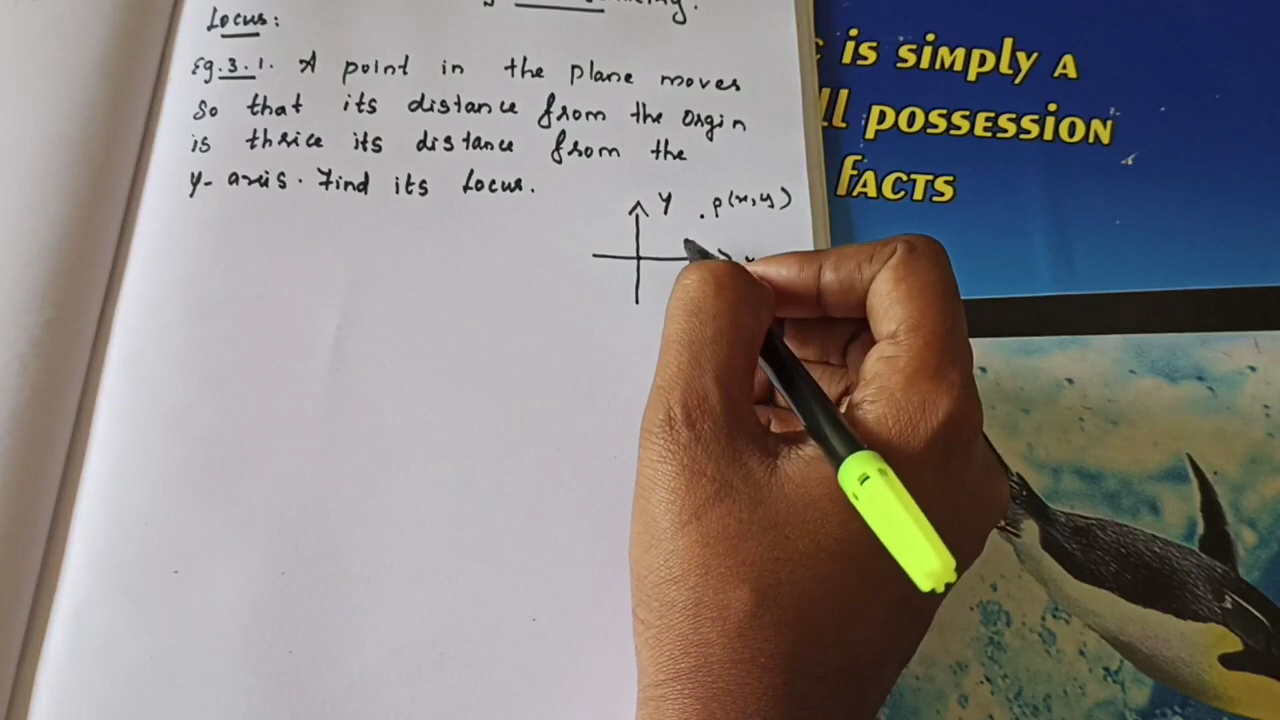 Locus:
Eg.3.1. A point in the plane moves
so that its distance from the orgin
is thrice its distance from the
y-axis. Find its locus.
Y
.P(x,y)
is simply A
ll possession
facts